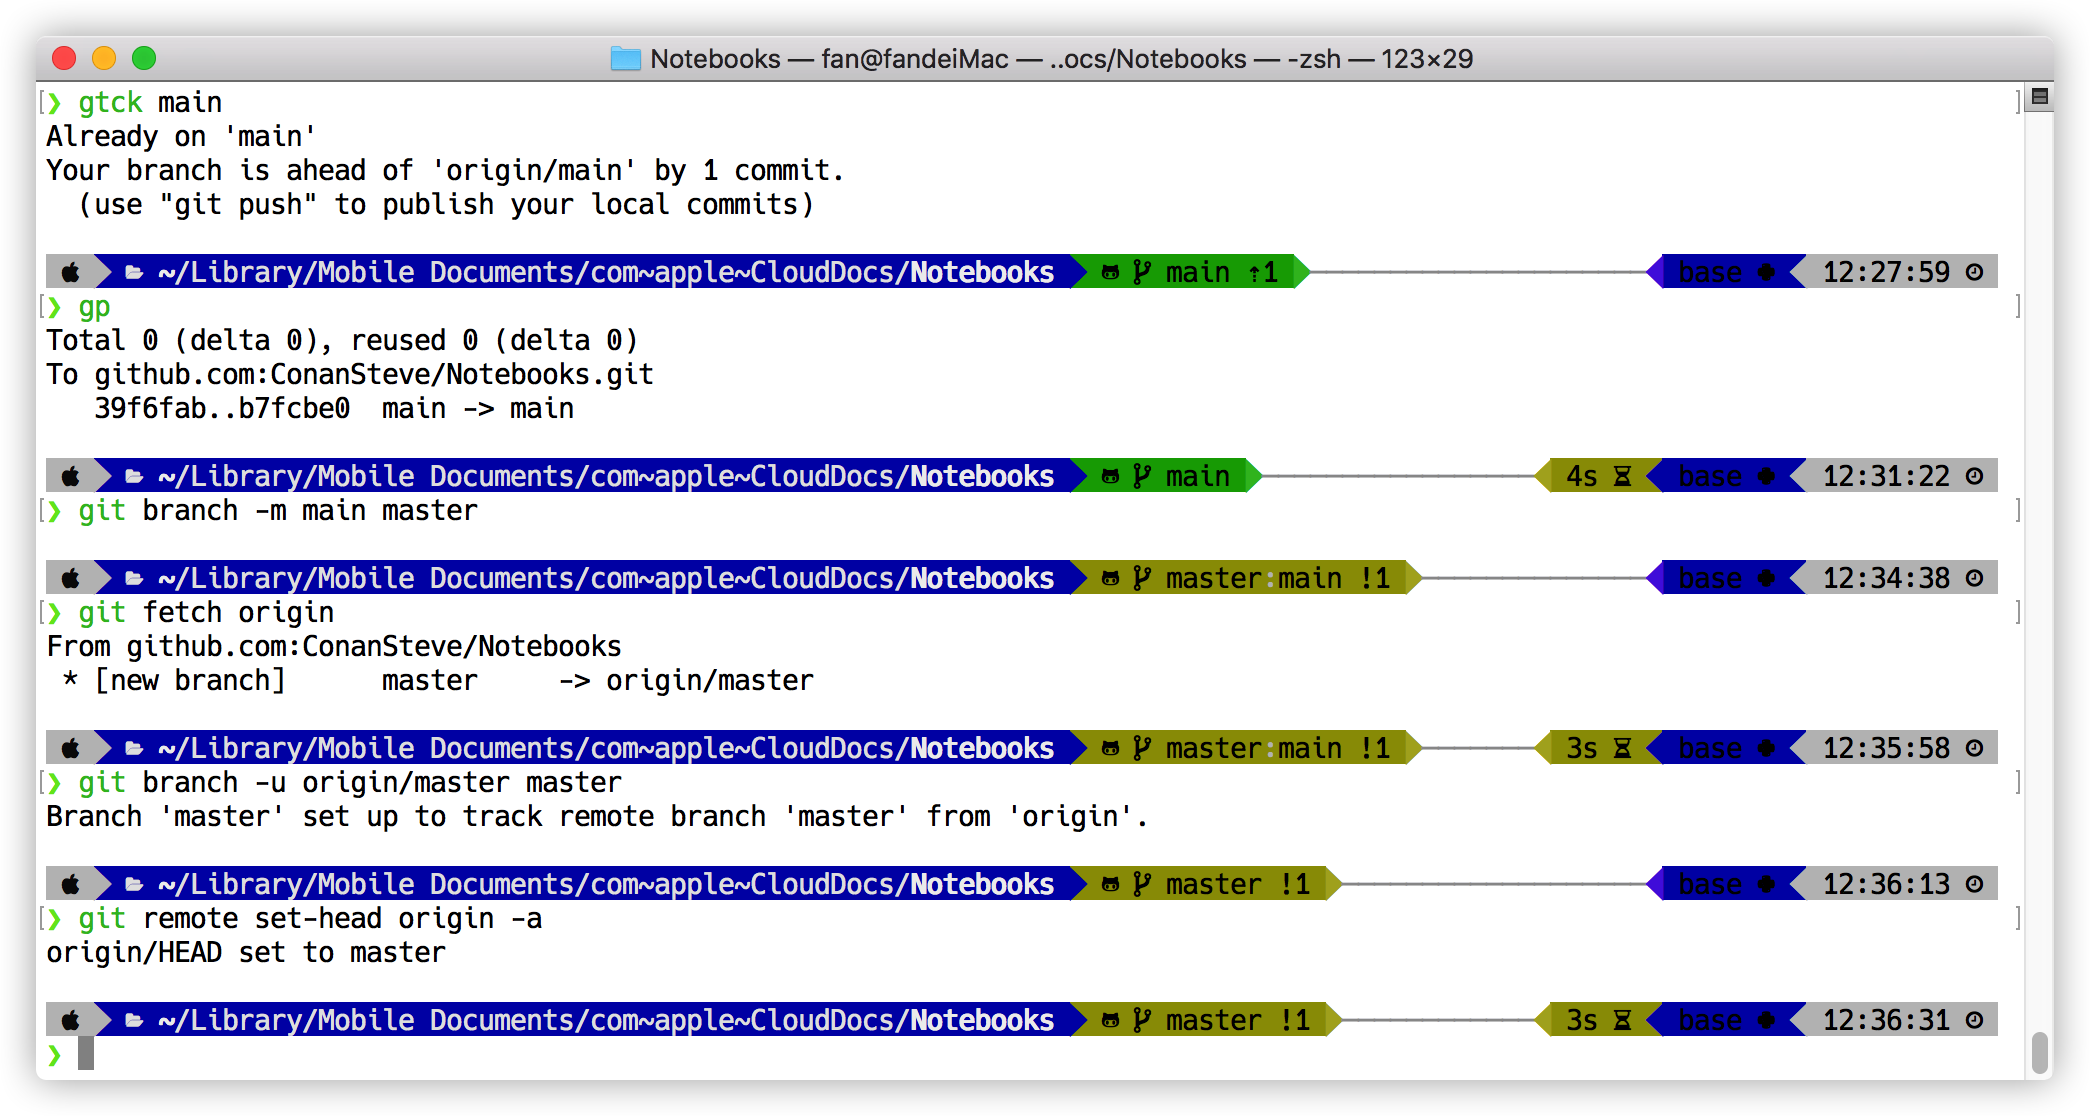 Notebooks — fan@fandeiMac — ..ocs/Notebooks — -zsh — 123×29
[❯ gtck main ]
Already on 'main'
Your branch is ahead of 'origin/main' by 1 commit.
  (use "git push" to publish your local commits)
~/Library/Mobile Documents/com~apple~CloudDocs/Notebooks main ⇡1 base 12:27:59
[❯ gp ]
Total 0 (delta 0), reused 0 (delta 0)
To github.com:ConanSteve/Notebooks.git
   39f6fab..b7fcbe0  main -> main
~/Library/Mobile Documents/com~apple~CloudDocs/Notebooks main 4s base 12:31:22
[❯ git branch -m main master ]
~/Library/Mobile Documents/com~apple~CloudDocs/Notebooks master:main !1 base 12:34:38
[❯ git fetch origin ]
From github.com:ConanSteve/Notebooks
 * [new branch]      master     -> origin/master
~/Library/Mobile Documents/com~apple~CloudDocs/Notebooks master:main !1 3s base 12:35:58
[❯ git branch -u origin/master master ]
Branch 'master' set up to track remote branch 'master' from 'origin'.
~/Library/Mobile Documents/com~apple~CloudDocs/Notebooks master !1 base 12:36:13
[❯ git remote set-head origin -a ]
origin/HEAD set to master
~/Library/Mobile Documents/com~apple~CloudDocs/Notebooks master !1 3s base 12:36:31
❯